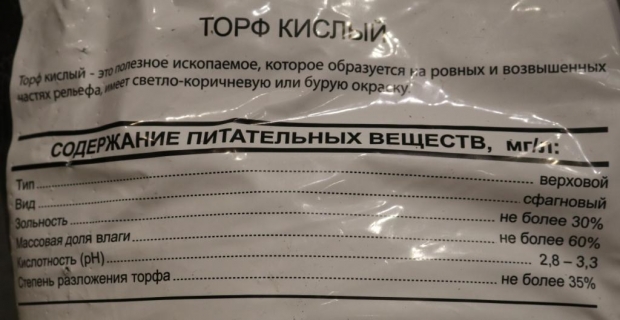 ТОРФ КИСЛЫЙ
Торф кислый - это полезное ископаемое, которое образуется на ровных и возвышенных
частях рельефа, имеет светло-коричневую или бурую окраску.
СОДЕРЖАНИЕ ПИТАТЕЛЬНЫХ ВЕЩЕСТВ, мг/л:
Тип верховой
Вид сфагновый
Зольность не более 30%
Массовая доля влаги не более 60%
Кислотность (pH) 2,8 – 3,3
Степень разложения торфа не более 35%